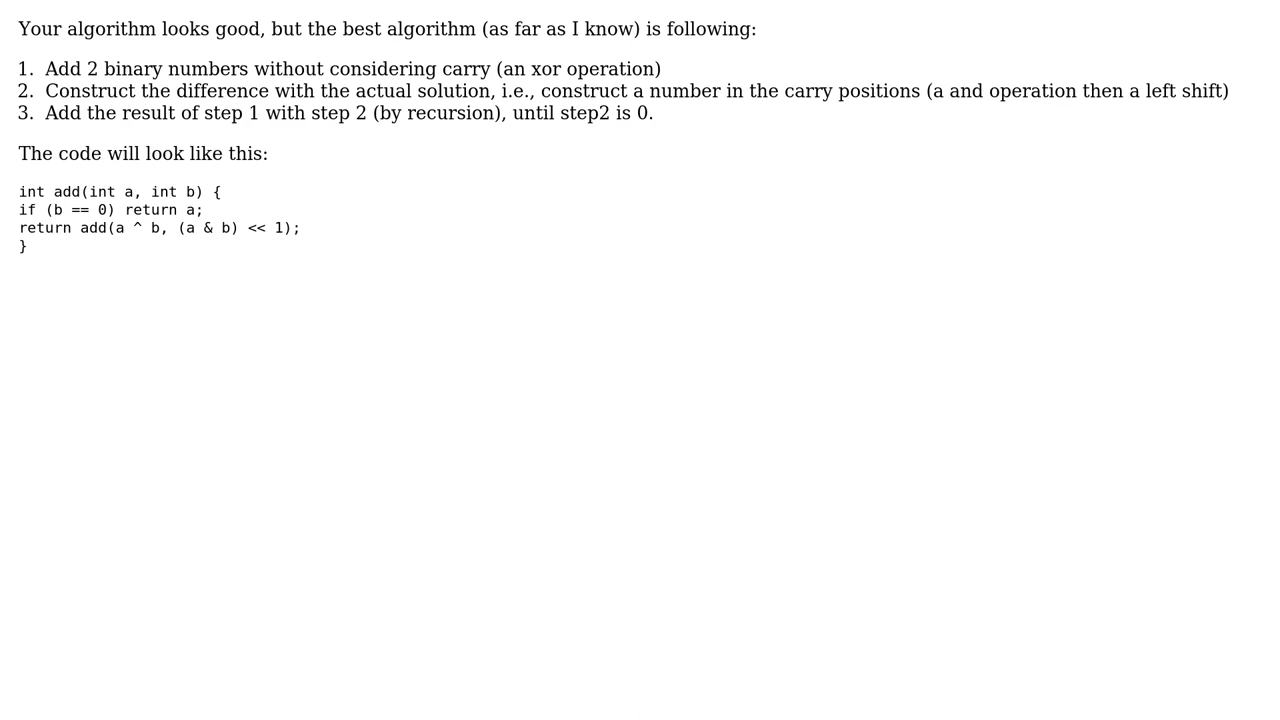 Your algorithm looks good, but the best algorithm (as far as I know) is following:
1. Add 2 binary numbers without considering carry (an xor operation)
2. Construct the difference with the actual solution, i.e., construct a number in the carry positions (a and operation then a left shift)
3. Add the result of step 1 with step 2 (by recursion), until step2 is 0.
The code will look like this:
int add(int a, int b) {
if (b == 0) return a;
return add(a ^ b, (a & b) << 1);
}